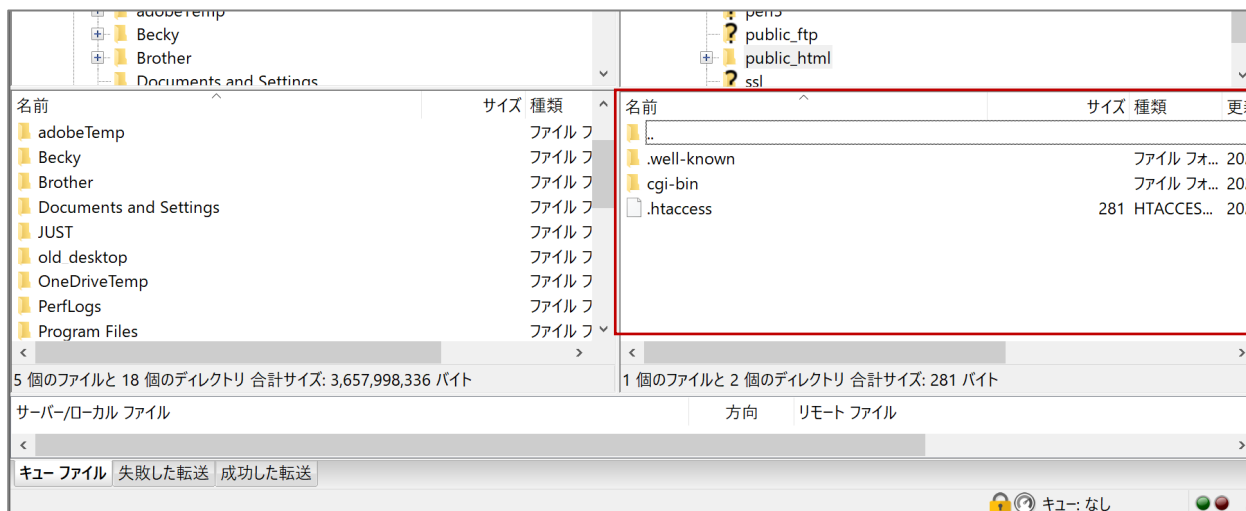 adobeTemp
Becky
Brother
Documents and Settings
pen5
public_ftp
public_html
ssl
名前 サイズ 種類
adobeTemp ファイル フ
Becky ファイル フ
Brother ファイル フ
Documents and Settings ファイル フ
JUST ファイル フ
old desktop ファイル フ
OneDriveTemp ファイル フ
PerfLogs ファイル フ
Program Files ファイル フ
5 個のファイルと 18 個のディレクトリ 合計サイズ: 3,657,998,336 バイト
名前 サイズ 種類 更
..
.well-known ファイル フォ... 20
cgi-bin ファイル フォ... 20
.htaccess 281 HTACCES... 20
1 個のファイルと 2 個のディレクトリ 合計サイズ: 281 バイト
サーバー/ローカル ファイル 方向 リモート ファイル
キュー ファイル 失敗した転送 成功した転送
キュー: なし